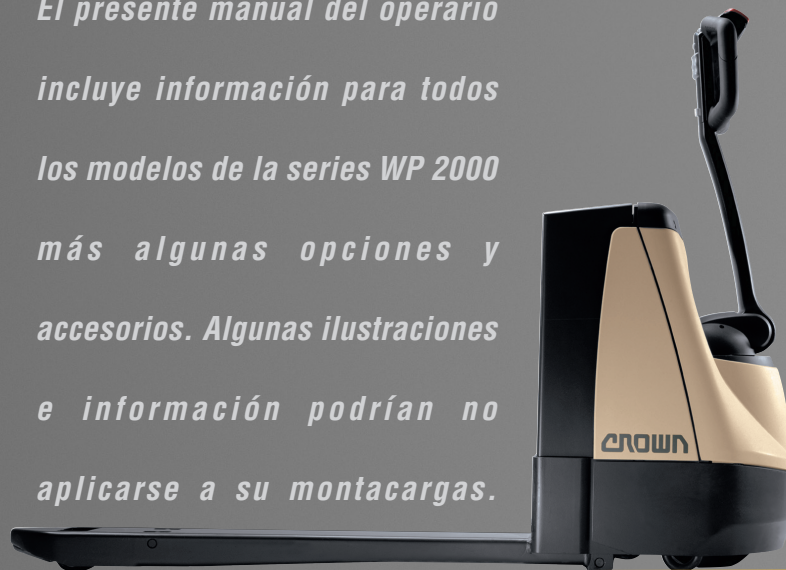 El presente manual del operario
incluye información para todos
los modelos de la series WP 2000
más algunas opciones y
accesorios. Algunas ilustraciones
e información podrían no
aplicarse a su montacargas.
CROWN